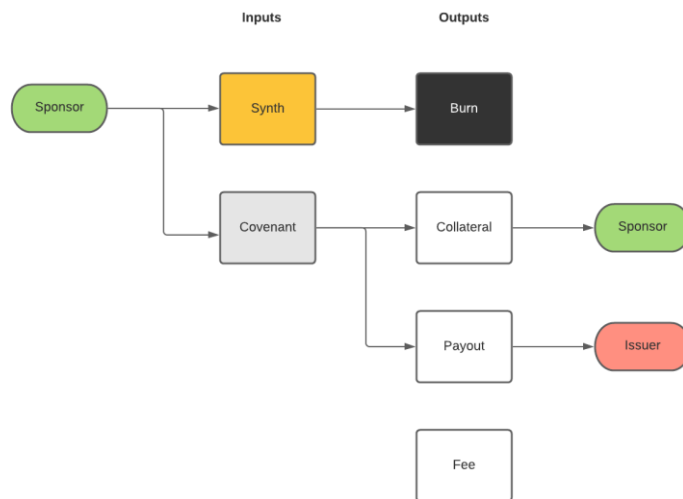 Inputs
Outputs
Sponsor
Synth
Burn
Covenant
Collateral
Sponsor
Payout
Issuer
Fee